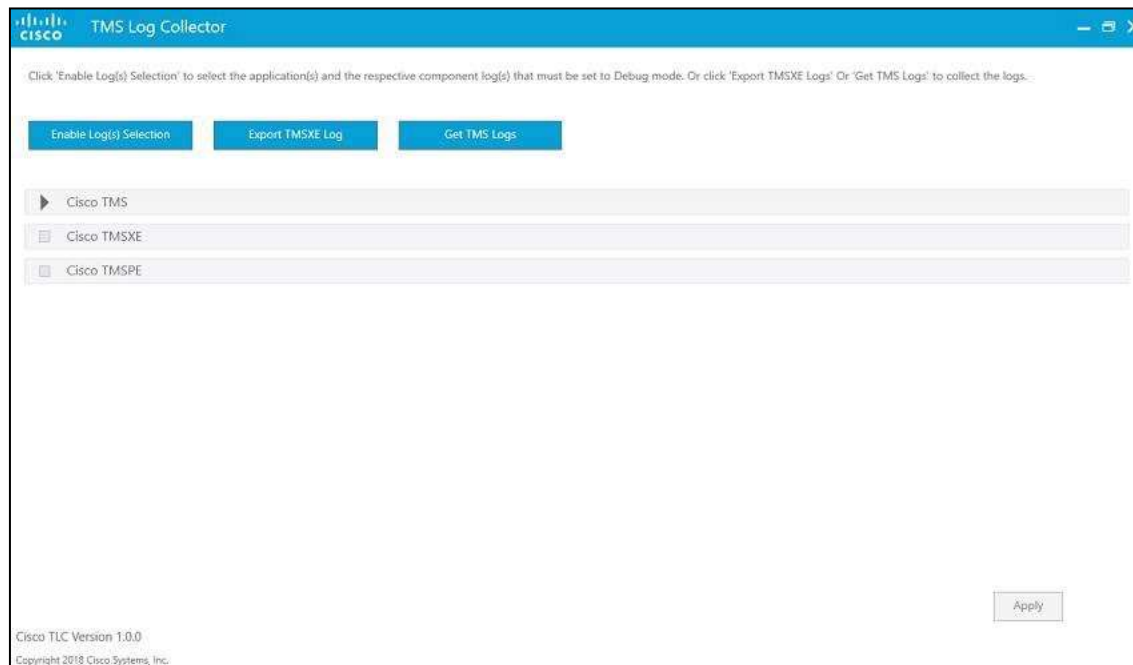 CISCO TMS Log Collector
Click 'Enable Log(s) Selection' to select the application(s) and the respective component log(s) that must be set to Debug mode. Or click 'Export TMSXE Logs' Or 'Get TMS Logs' to collect the logs.
Enable Log(s) Selection Export TMSXE Log Get TMS Logs
Cisco TMS
Cisco TMSXE
Cisco TMSPE
Apply
Cisco TLC Version 1.0.0
Copyright 2018 Cisco Systems, Inc.